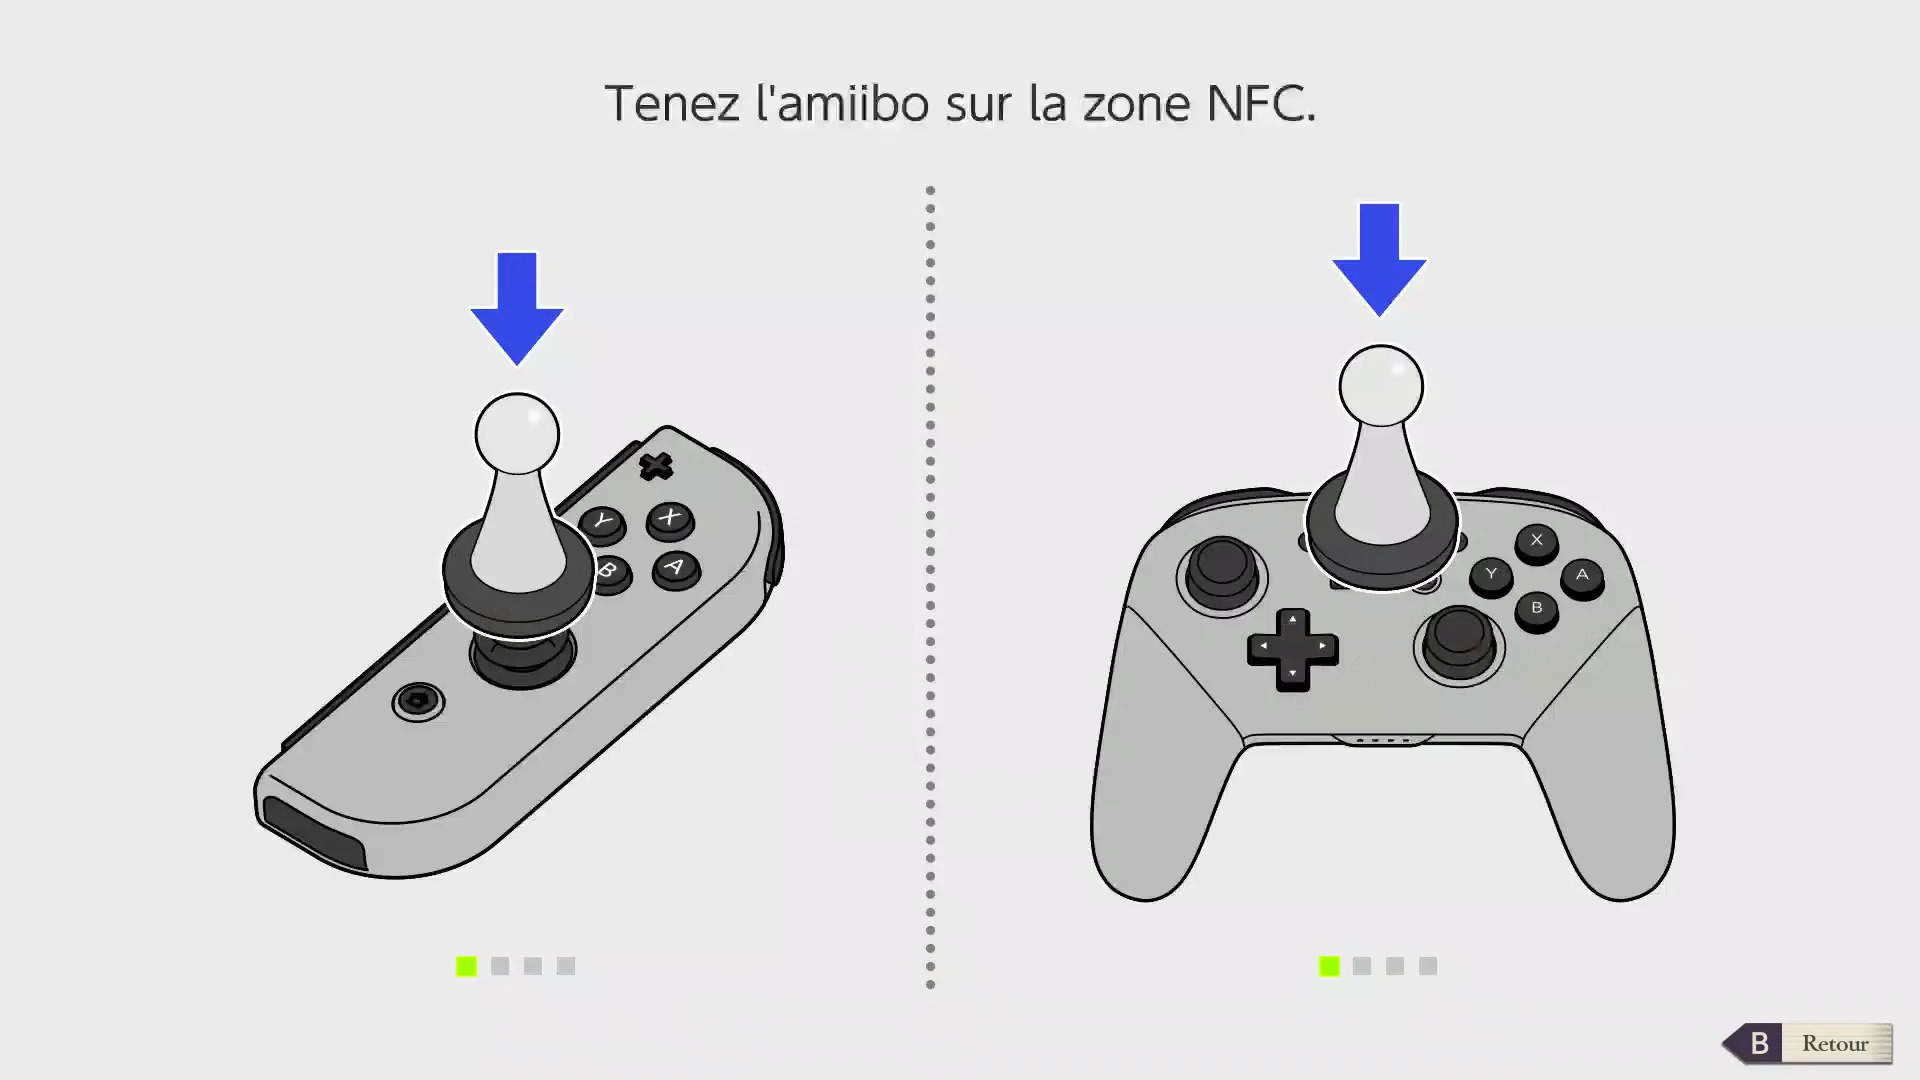 Tenez l'amiibo sur la zone NFC.
Y X
B A
X
Y A
B
B Retour